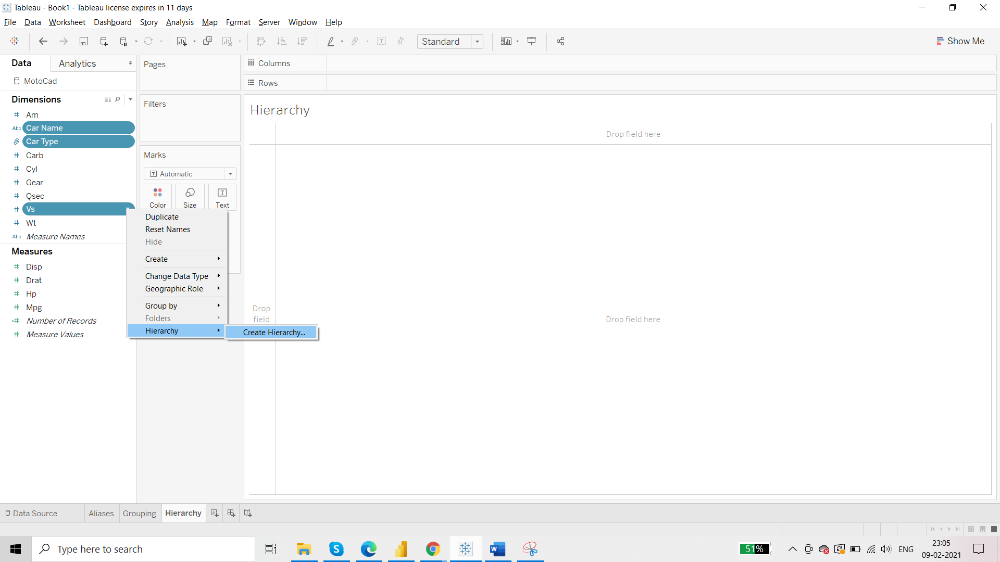 Tableau - Book1 - Tableau license expires in 11 days
File Data Worksheet Dashboard Story Analysis Map Format Server Window Help
Standard
Show Me
Data Analytics
MotoCad
Dimensions
# Am
Abc Car Name
Car Type
# Carb
# Cyl
# Gear
# Qsec
# Vs
# Wt
Abc Measure Names
Measures
# Disp
# Drat
# Hp
# Mpg
=# Number of Records
# Measure Values
Pages
Filters
Marks
T Automatic
Color Size T Text
Duplicate
Reset Names
Hide
Create
Change Data Type
Geographic Role
Group by
Folders
Hierarchy
Create Hierarchy...
Columns
Rows
Hierarchy
Drop field here
Drop
field
Drop field here
Data Source Aliases Grouping Hierarchy
Type here to search
51%
ENG
23:05
09-02-2021